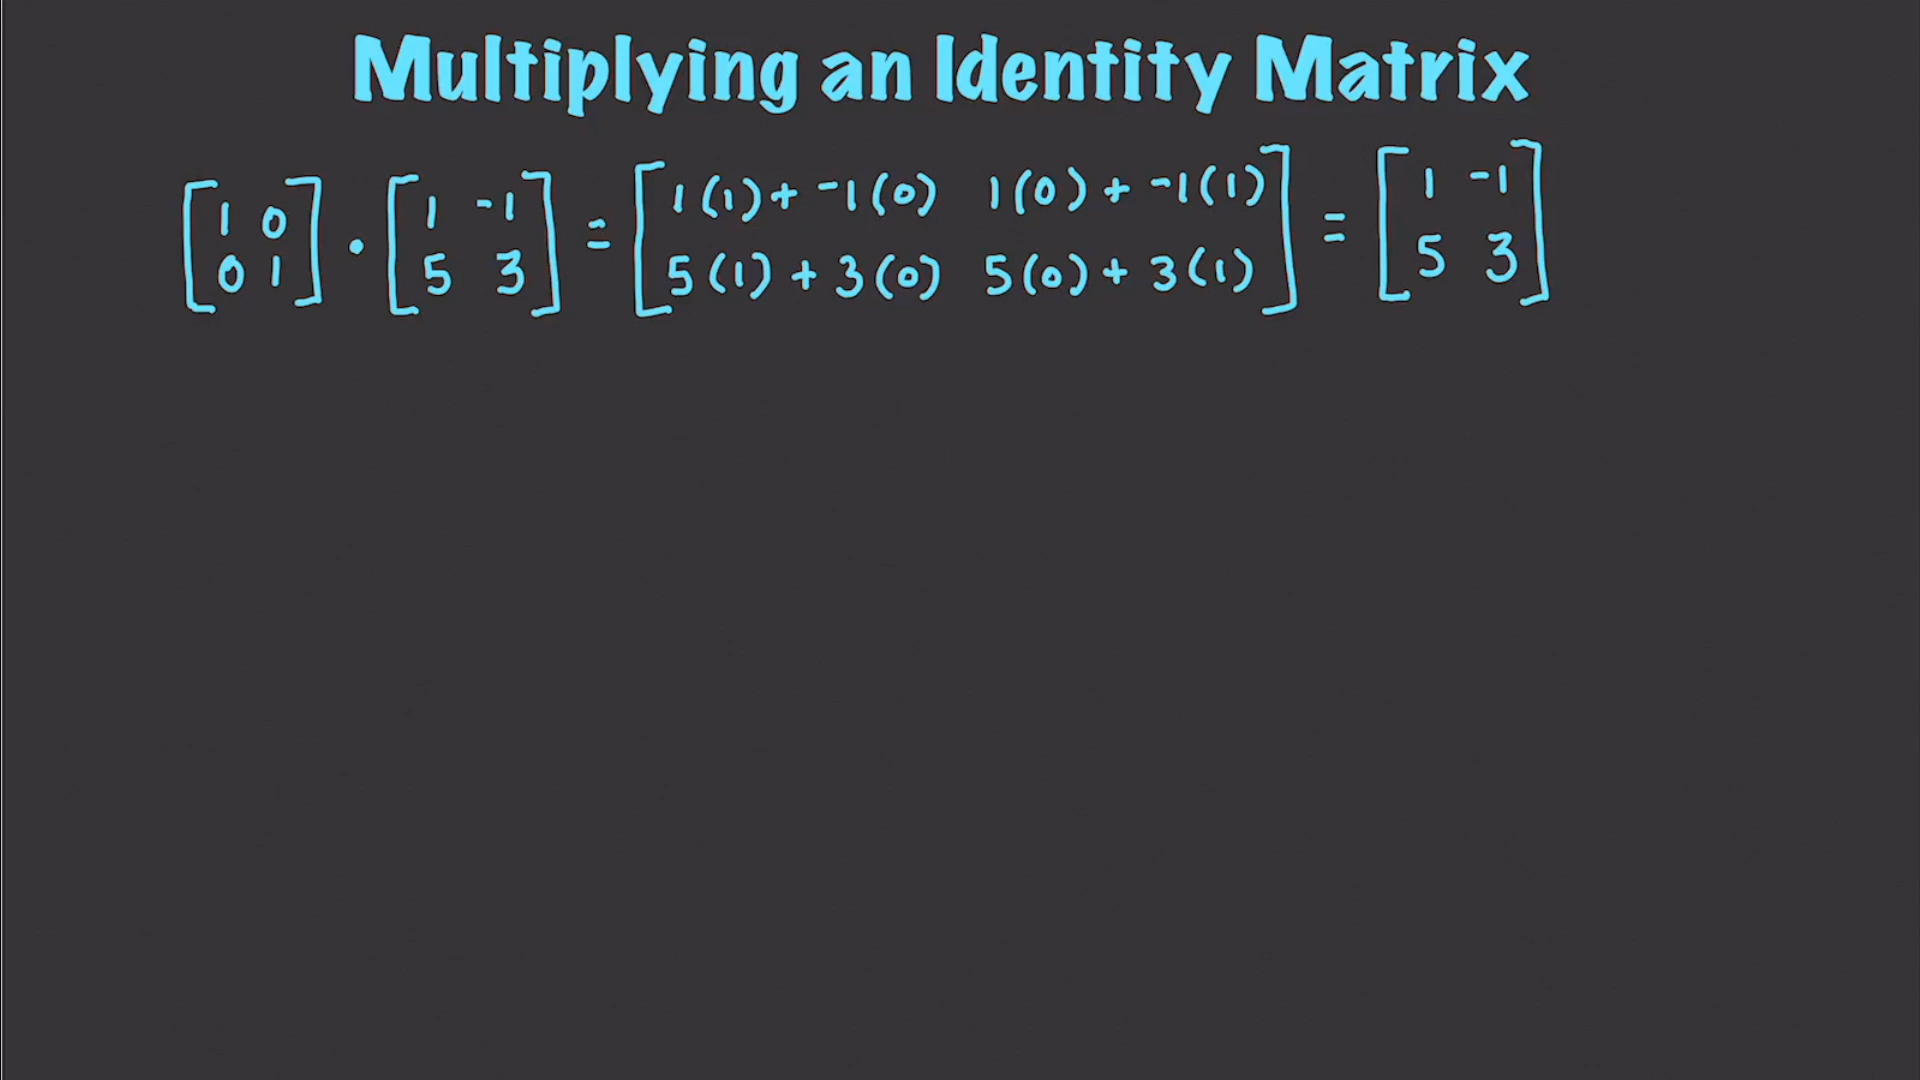 Multiplying an Identity Matrix
[1 0 · [1 -1 = [1(1)+ -1(0) 1(0)+ -1(1)] = [1 -1]
0 1] 5 3] [5(1)+3(0) 5(0)+3(1)] [5 3]